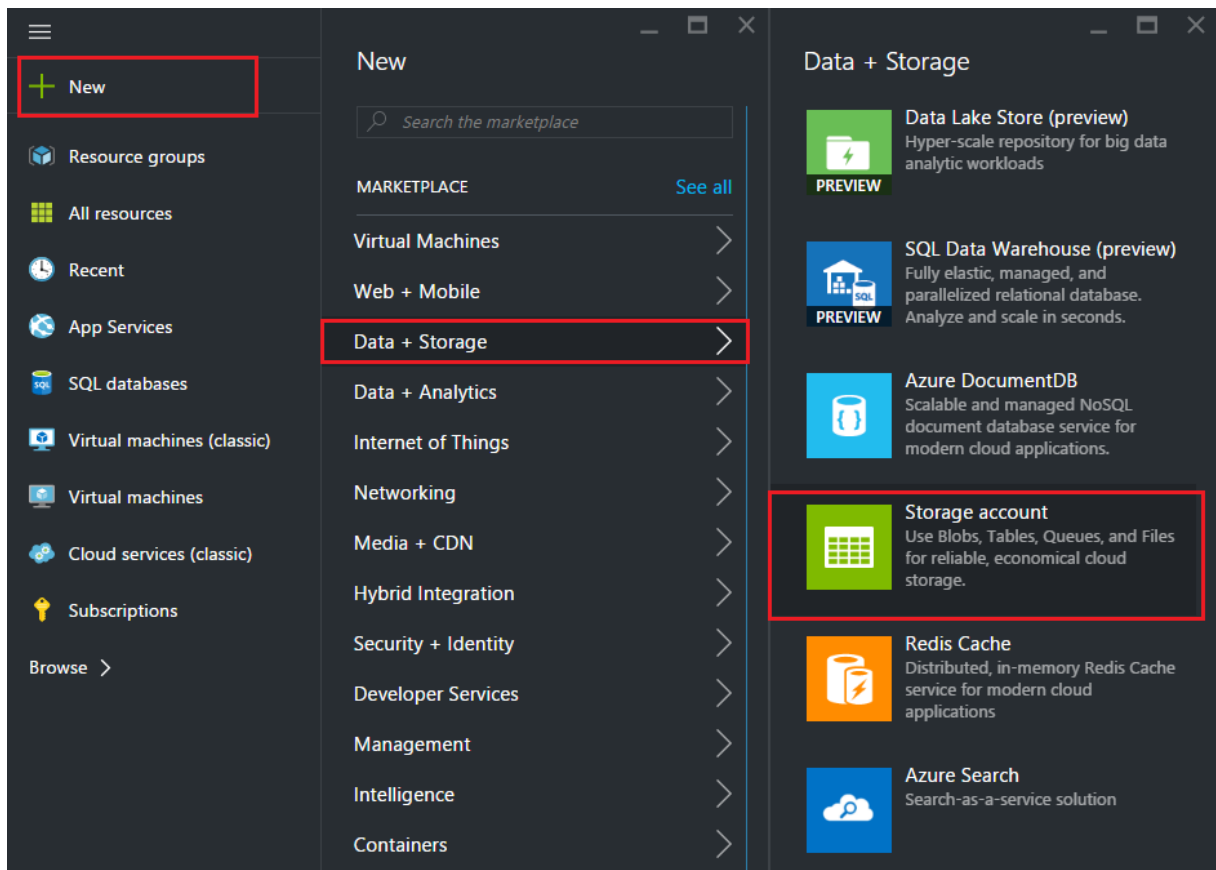 New
Resource groups
All resources
Recent
App Services
SQL
SQL databases
Virtual machines (classic)
Virtual machines
Cloud services (classic)
Subscriptions
Browse
New
Search the marketplace
MARKETPLACE
See all
Virtual Machines
Web + Mobile
Data + Storage
Data + Analytics
Internet of Things
Networking
Media + CDN
Hybrid Integration
Security + Identity
Developer Services
Management
Intelligence
Containers
Data + Storage
Data Lake Store (preview)
Hyper-scale repository for big data
analytic workloads
PREVIEW
SQL Data Warehouse (preview)
Fully elastic, managed, and
parallelized relational database.
Analyze and scale in seconds.
SQL
PREVIEW
Azure DocumentDB
Scalable and managed NoSQL
document database service for
modern cloud applications.
Storage account
Use Blobs, Tables, Queues, and Files
for reliable, economical cloud
storage.
Redis Cache
Distributed, in-memory Redis Cache
service for modern cloud
applications
Azure Search
Search-as-a-service solution